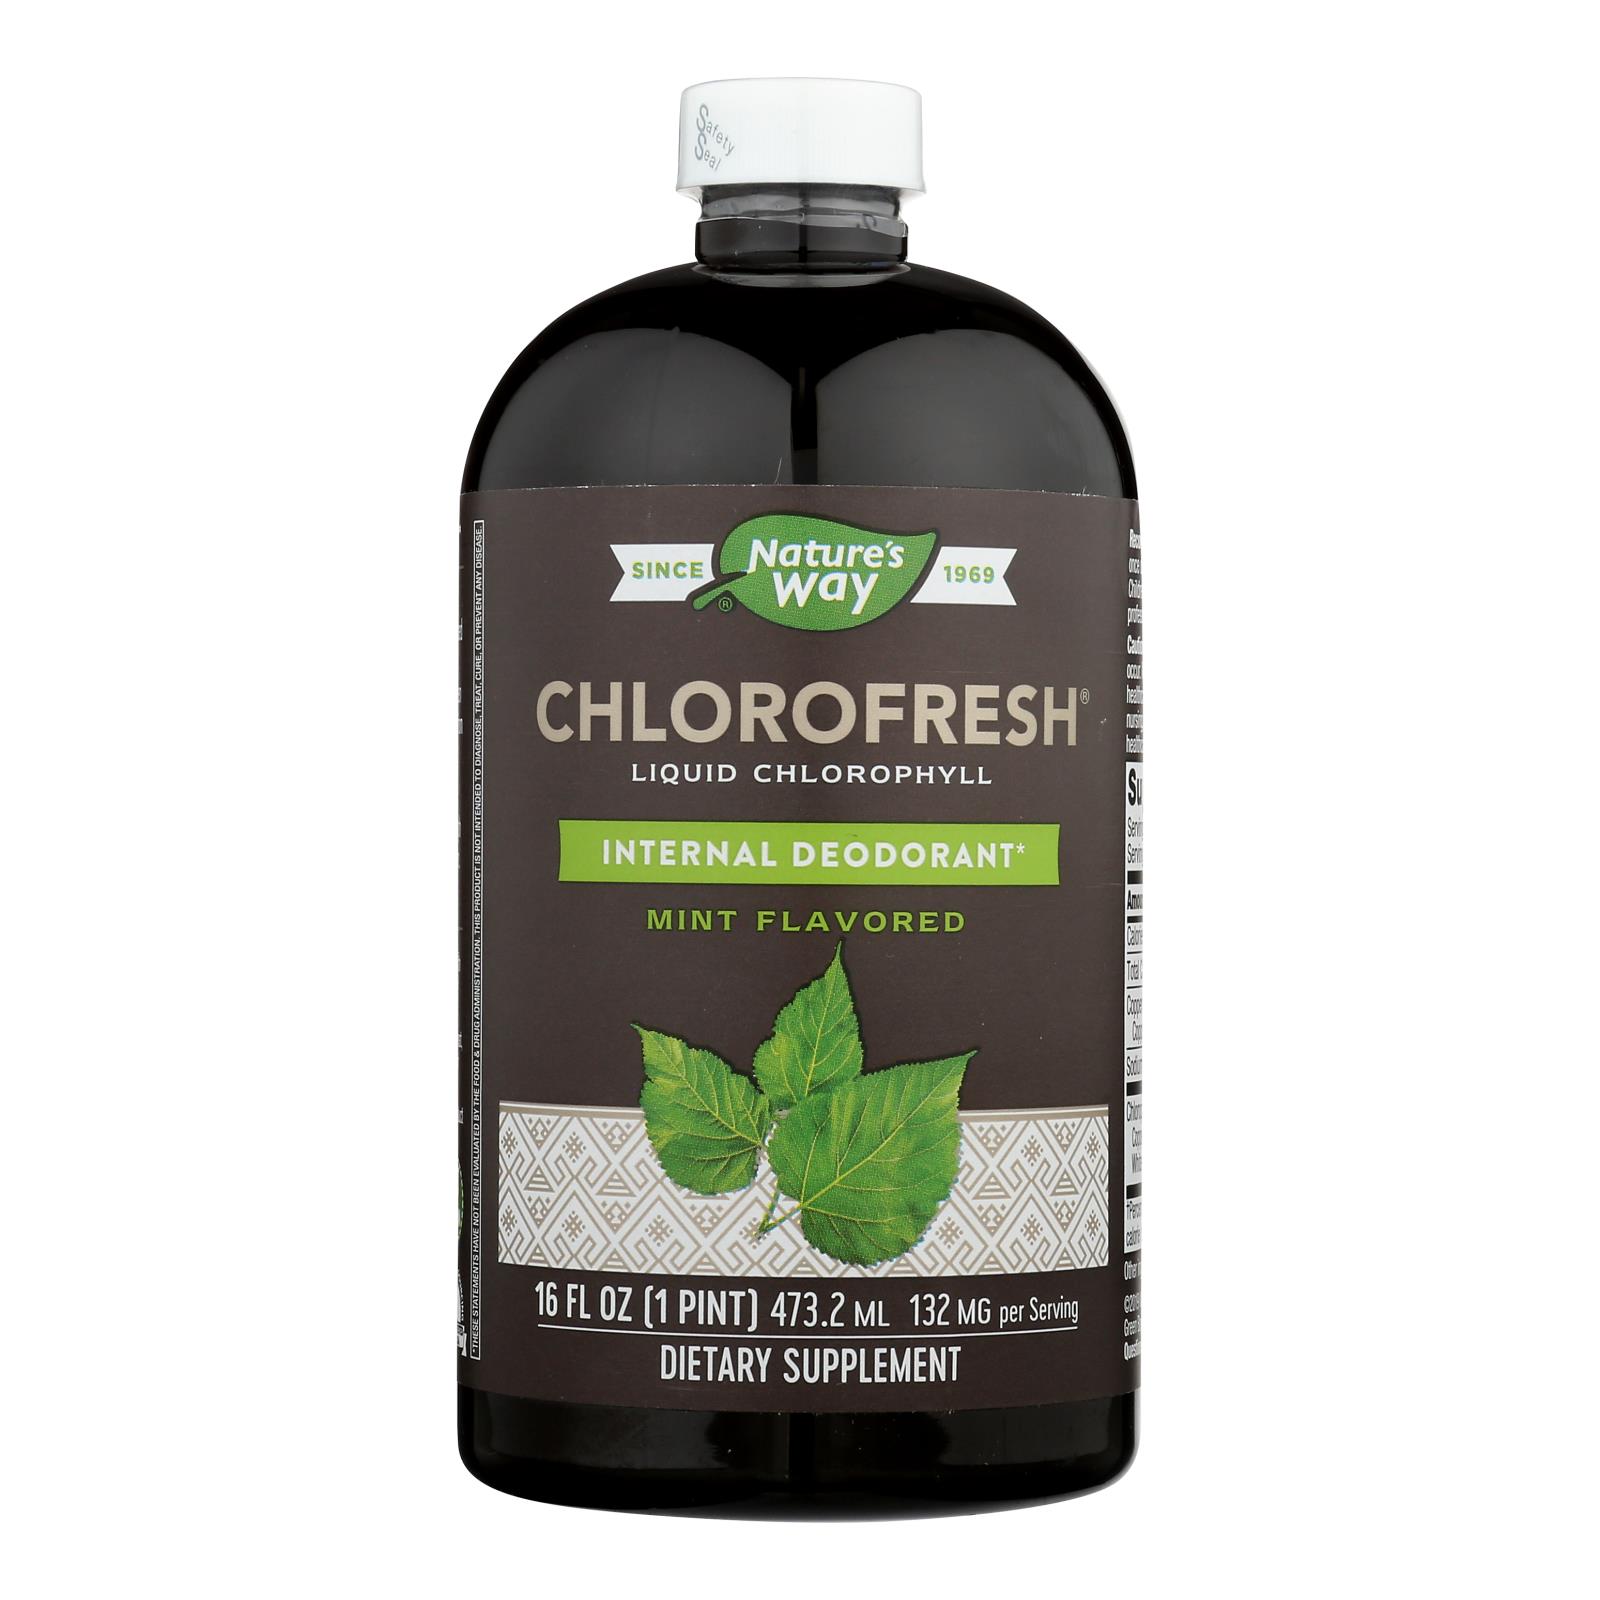 Safety
Seal
SINCE
Nature's
Way®
1969
CHLOROFRESH®
LIQUID CHLOROPHYLL
INTERNAL DEODORANT*
MINT FLAVORED
16 FL OZ (1 PINT) 473.2 ML 132 MG per Serving
DIETARY SUPPLEMENT
*THESE STATEMENTS HAVE NOT BEEN EVALUATED BY THE FOOD & DRUG ADMINISTRATION. THIS PRODUCT IS NOT INTENDED TO DIAGNOSE, TREAT, CURE, OR PREVENT ANY DISEASE.
once
Total